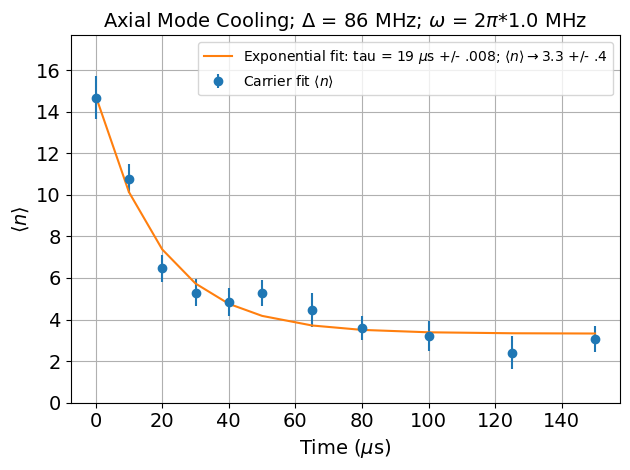 Axial Mode Cooling; Δ = 86 MHz; ω = 2π*1.0 MHz
Exponential fit: tau = 19 μs +/- .008; ⟨n⟩→3.3 +/- .4
Carrier fit ⟨n⟩
⟨n⟩
16
14
12
10
8
6
4
2
0
0 20 40 60 80 100 120 140
Time (μs)